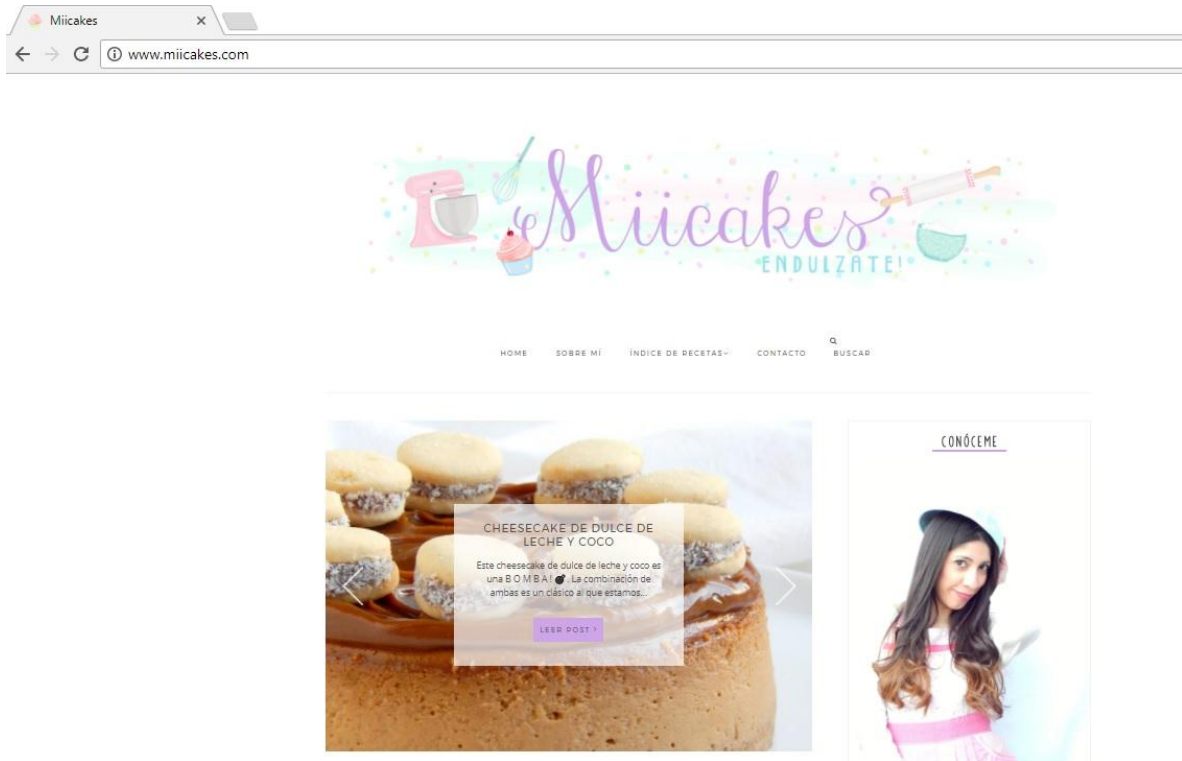 Miicakes
www.miicakes.com
Miicakes
ENDULZATE!
HOME SOBRE MÍ ÍNDICE DE RECETAS CONTACTO BUSCAR
CONÓCEME
CHEESECAKE DE DULCE DE
LECHE Y COCO
Este cheesecake de dulce de leche y coco es
una B O M B A ! 💣 . La combinación de
ambas es un clásico al que estamos...
LEER POST ›